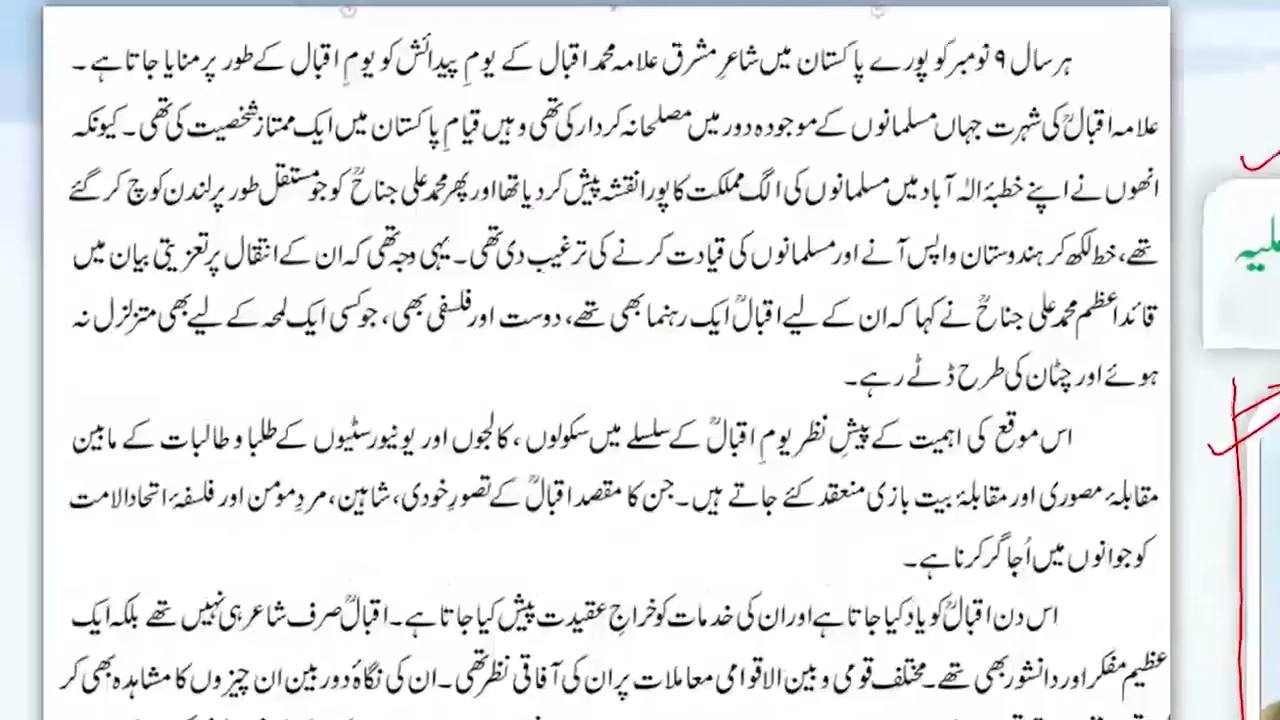 ہر سال ۹ نومبر کو پورے پاکستان میں شاعرِ مشرق علامہ محمد اقبال کے یومِ پیدائش کو یومِ اقبال کے طور پر منایا جاتا ہے ۔
علامہ اقبالؒ کی شہرت جہاں مسلمانوں کے موجودہ دور میں مصلحانہ کردار کی تھی وہیں قیامِ پاکستان میں ایک ممتاز شخصیت کی تھی ۔ کیونکہ
انھوں نے اپنے خطبۂ الٰہ آباد میں مسلمانوں کی الگ مملکت کا پورا نقشہ پیش کر دیا تھا اور پھر محمد علی جناحؒ کو جو مستقل طور پر لندن کوچ کر گئے
تھے، خط لکھ کر ہندوستان واپس آنے اور مسلمانوں کی قیادت کرنے کی ترغیب دی تھی ۔ یہی وجہ تھی کہ ان کے انتقال پر تعزیتی بیان میں
قائداعظم محمد علی جناحؒ نے کہا کہ ان کے لیے اقبالؒ ایک رہنما بھی تھے، دوست اور فلسفی بھی، جو کسی ایک لمحہ کے لیے بھی متزلزل نہ
ہوئے اور چٹان کی طرح ڈٹے رہے۔
اس موقع کی اہمیت کے پیشِ نظر یومِ اقبالؒ کے سلسلے میں سکولوں، کالجوں اور یونیورسٹیوں کے طلبا و طالبات کے مابین
مقابلۂ مصوری اور مقابلۂ بیت بازی منعقد کئے جاتے ہیں۔ جن کا مقصد اقبالؒ کے تصورِ خودی، شاہین، مردِ مومن اور فلسفۂ اتحاد الامت
کو جوانوں میں اُجاگر کرنا ہے۔
اس دن اقبالؒ کو یاد کیا جاتا ہے اور ان کی خدمات کو خراجِ عقیدت پیش کیا جاتا ہے۔ اقبالؒ صرف شاعر ہی نہیں تھے بلکہ ایک
عظیم مفکر اور دانشور بھی تھے۔ مختلف قومی و بین الاقوامی معاملات پر ان کی آفاقی نظر تھی۔ ان کی نگاۂ دور بین ان چیزوں کا مشاہدہ بھی کر